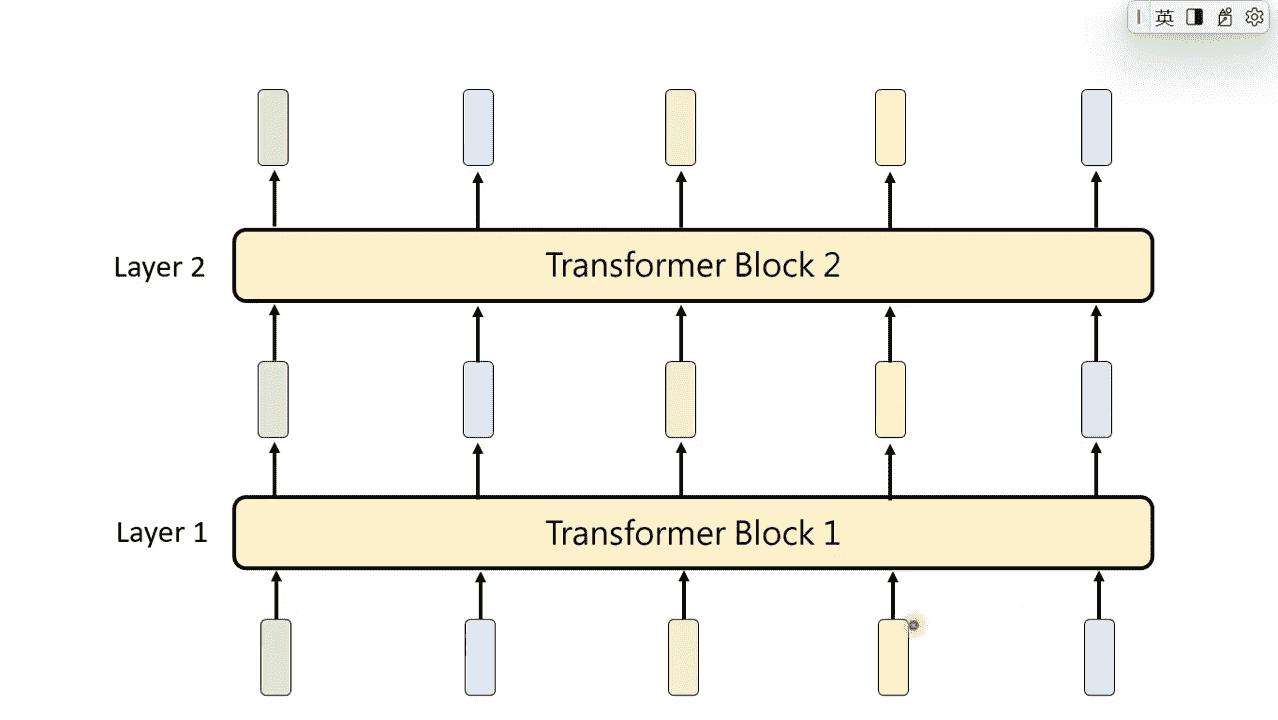 英
Layer 2
Transformer Block 2
Layer 1
Transformer Block 1